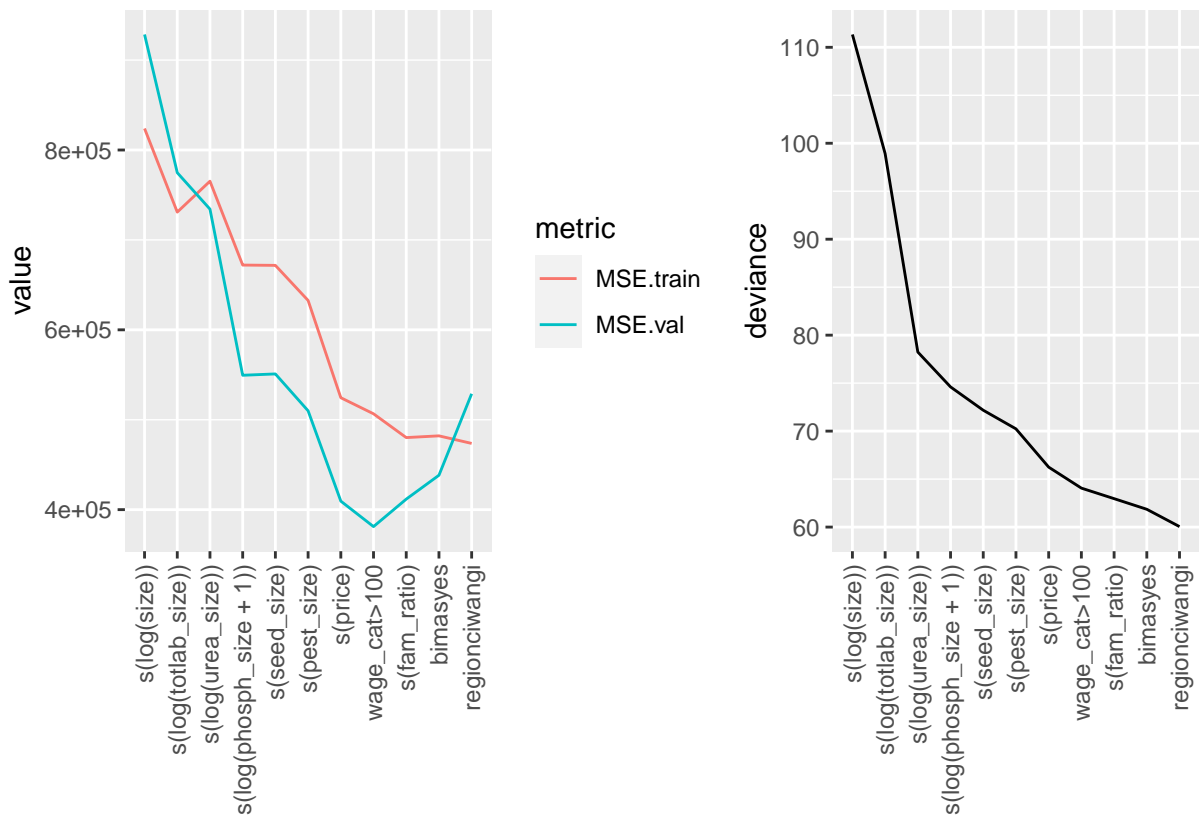 value
8e+05
6e+05
4e+05
s(log(size))
s(log(totlab_size))
s(log(urea_size))
s(log(phosph_size + 1))
s(seed_size)
s(pest_size)
s(price)
wage_cat>100
s(fam_ratio)
bimasyes
regionciwangi
metric
MSE.train
MSE.val
deviance
110
100
90
80
70
60
s(log(size))
s(log(totlab_size))
s(log(urea_size))
s(log(phosph_size + 1))
s(seed_size)
s(pest_size)
s(price)
wage_cat>100
s(fam_ratio)
bimasyes
regionciwangi